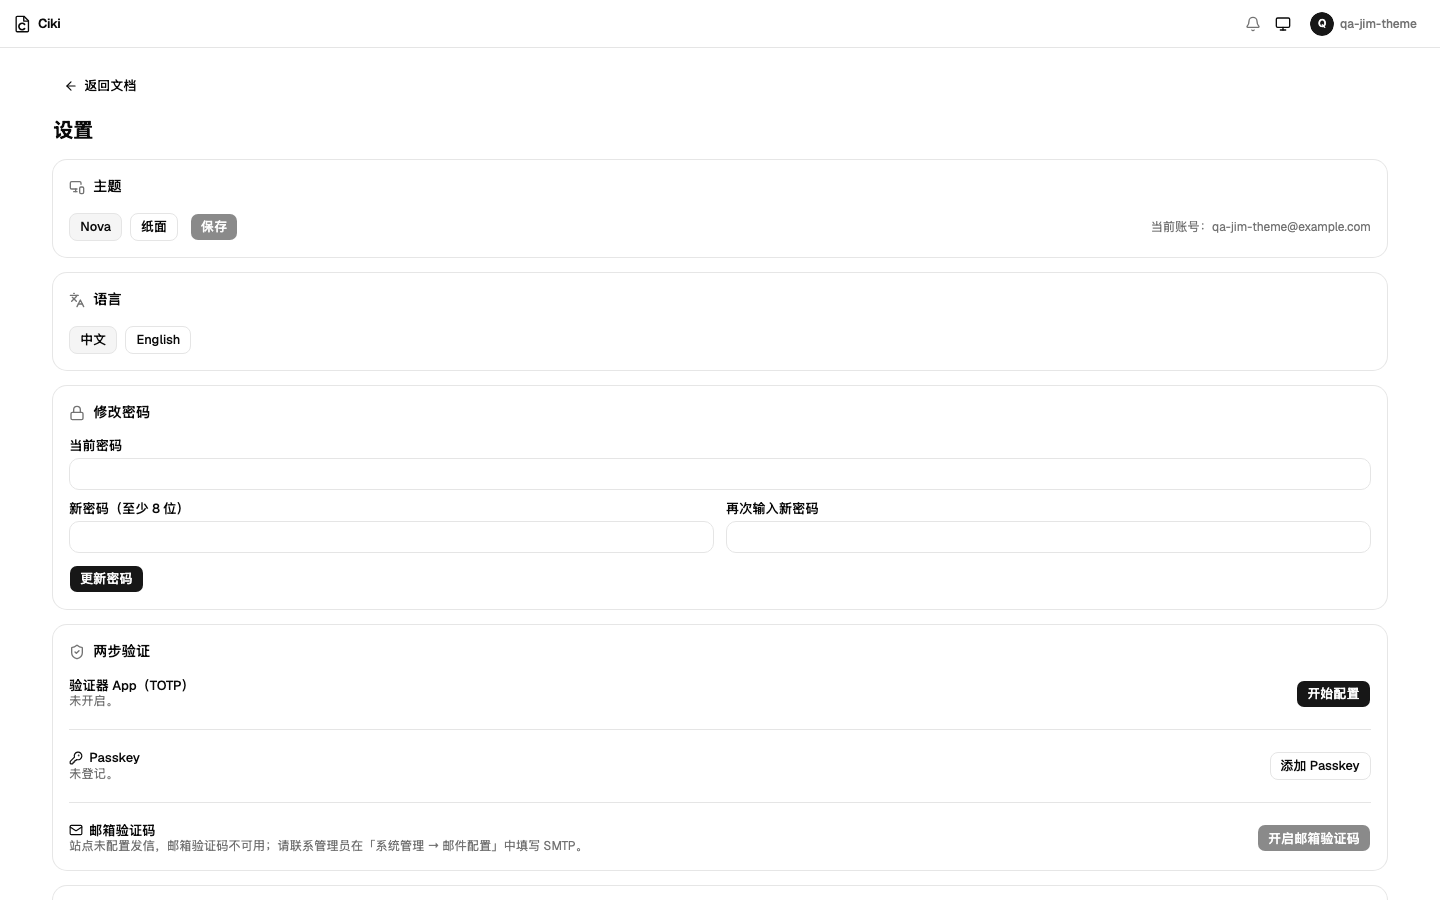 Ciki
Q qa-jim-theme
返回文档
设置
主题
Nova 纸面 保存 当前账号：qa-jim-theme@example.com
语言
中文 English
修改密码
当前密码
新密码（至少 8 位） 再次输入新密码
更新密码
两步验证
验证器 App（TOTP）
未开启。
开始配置
Passkey
未登记。
添加 Passkey
邮箱验证码
站点未配置发信，邮箱验证码不可用；请联系管理员在「系统管理 → 邮件配置」中填写 SMTP。
开启邮箱验证码